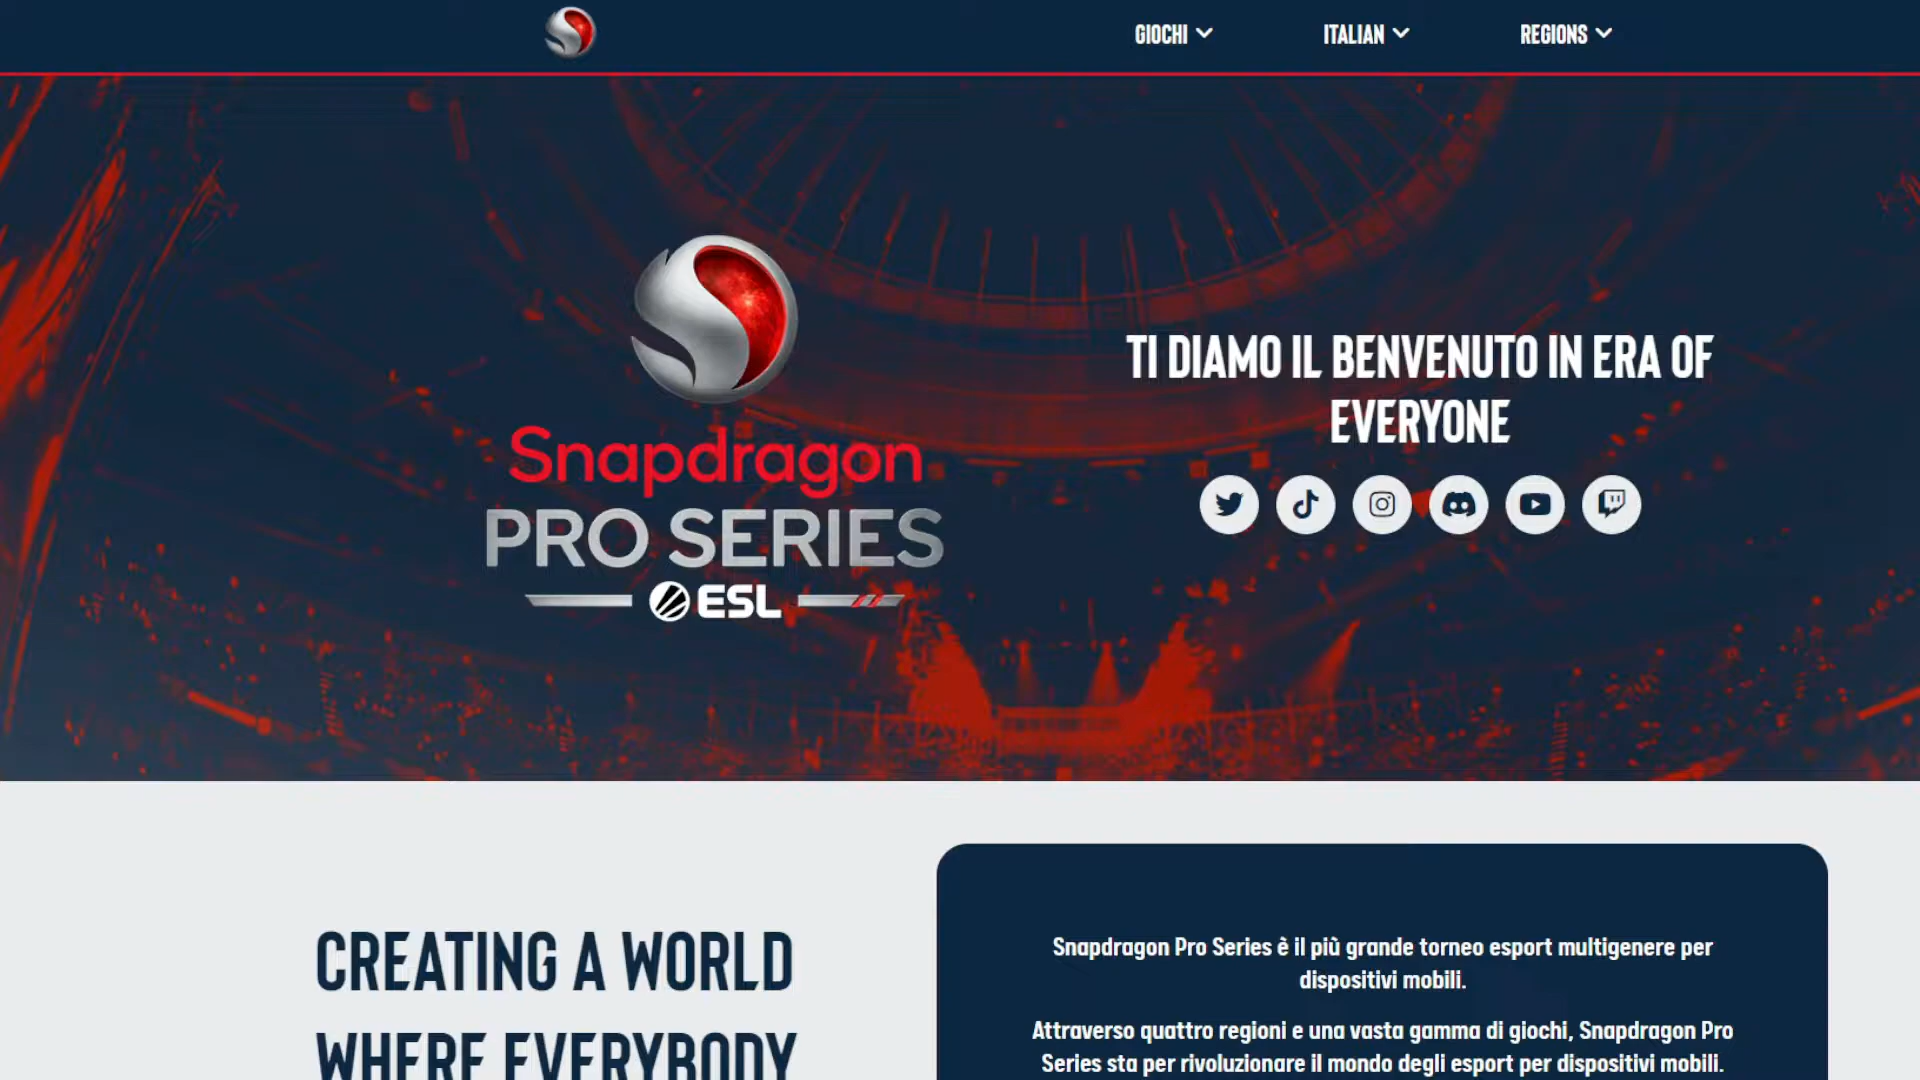 GIOCHI
ITALIAN
REGIONS
Snapdragon
PRO SERIES
ESL
TI DIAMO IL BENVENUTO IN ERA OF
EVERYONE
CREATING A WORLD
WHERE EVERYBODY
Snapdragon Pro Series è il più grande torneo esport multigenere per
dispositivi mobili.
Attraverso quattro regioni e una vasta gamma di giochi, Snapdragon Pro
Series sta per rivoluzionare il mondo degli esport per dispositivi mobili.